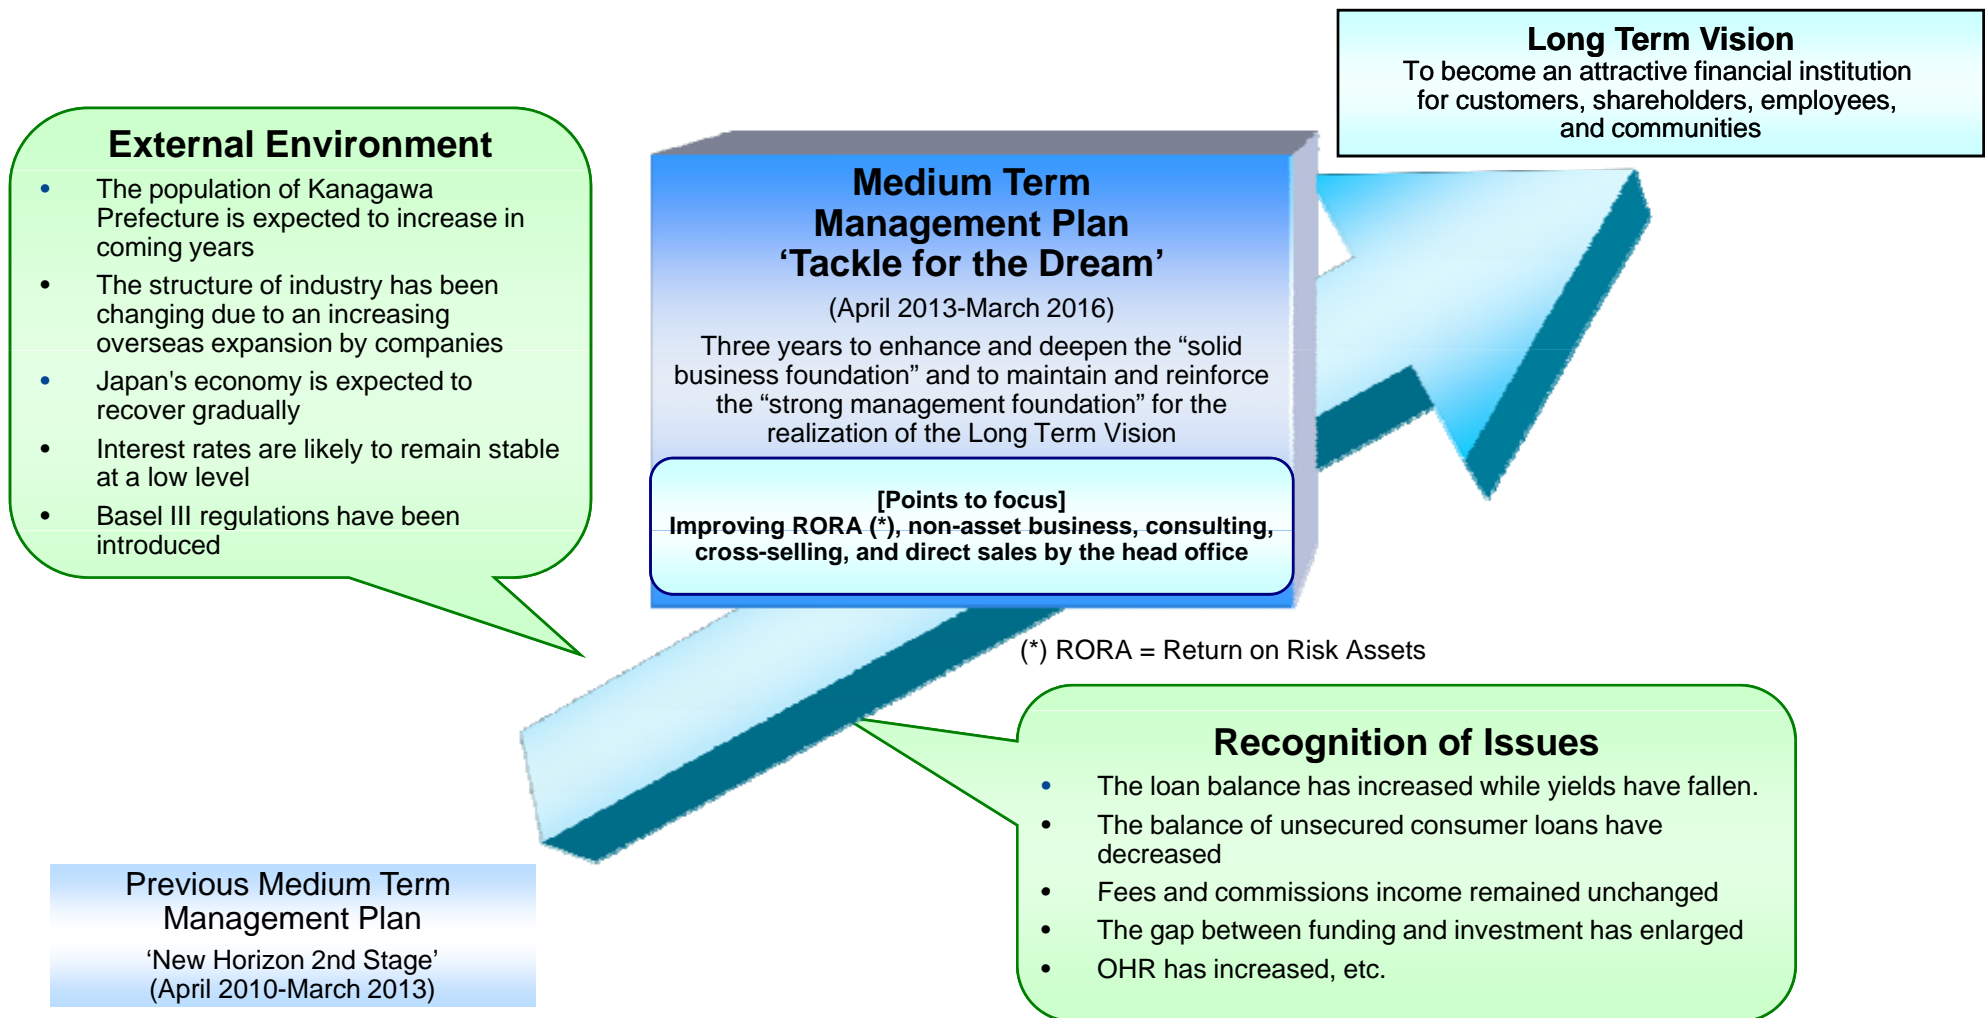 Long Term Vision
To become an attractive financial institution
for customers, shareholders, employees,
and communities
External Environment
• The population of Kanagawa
Prefecture is expected to increase in
coming years
• The structure of industry has been
changing due to an increasing
overseas expansion by companies
• Japan's economy is expected to
recover gradually
• Interest rates are likely to remain stable
at a low level
• Basel III regulations have been
introduced
Medium Term
Management Plan
‘Tackle for the Dream’
(April 2013-March 2016)
Three years to enhance and deepen the “solid
business foundation” and to maintain and reinforce
the “strong management foundation” for the
realization of the Long Term Vision
[Points to focus]
Improving RORA (*), non-asset business, consulting,
cross-selling, and direct sales by the head office
(*) RORA = Return on Risk Assets
Recognition of Issues
• The loan balance has increased while yields have fallen.
• The balance of unsecured consumer loans have
decreased
• Fees and commissions income remained unchanged
• The gap between funding and investment has enlarged
• OHR has increased, etc.
Previous Medium Term
Management Plan
‘New Horizon 2nd Stage’
(April 2010-March 2013)